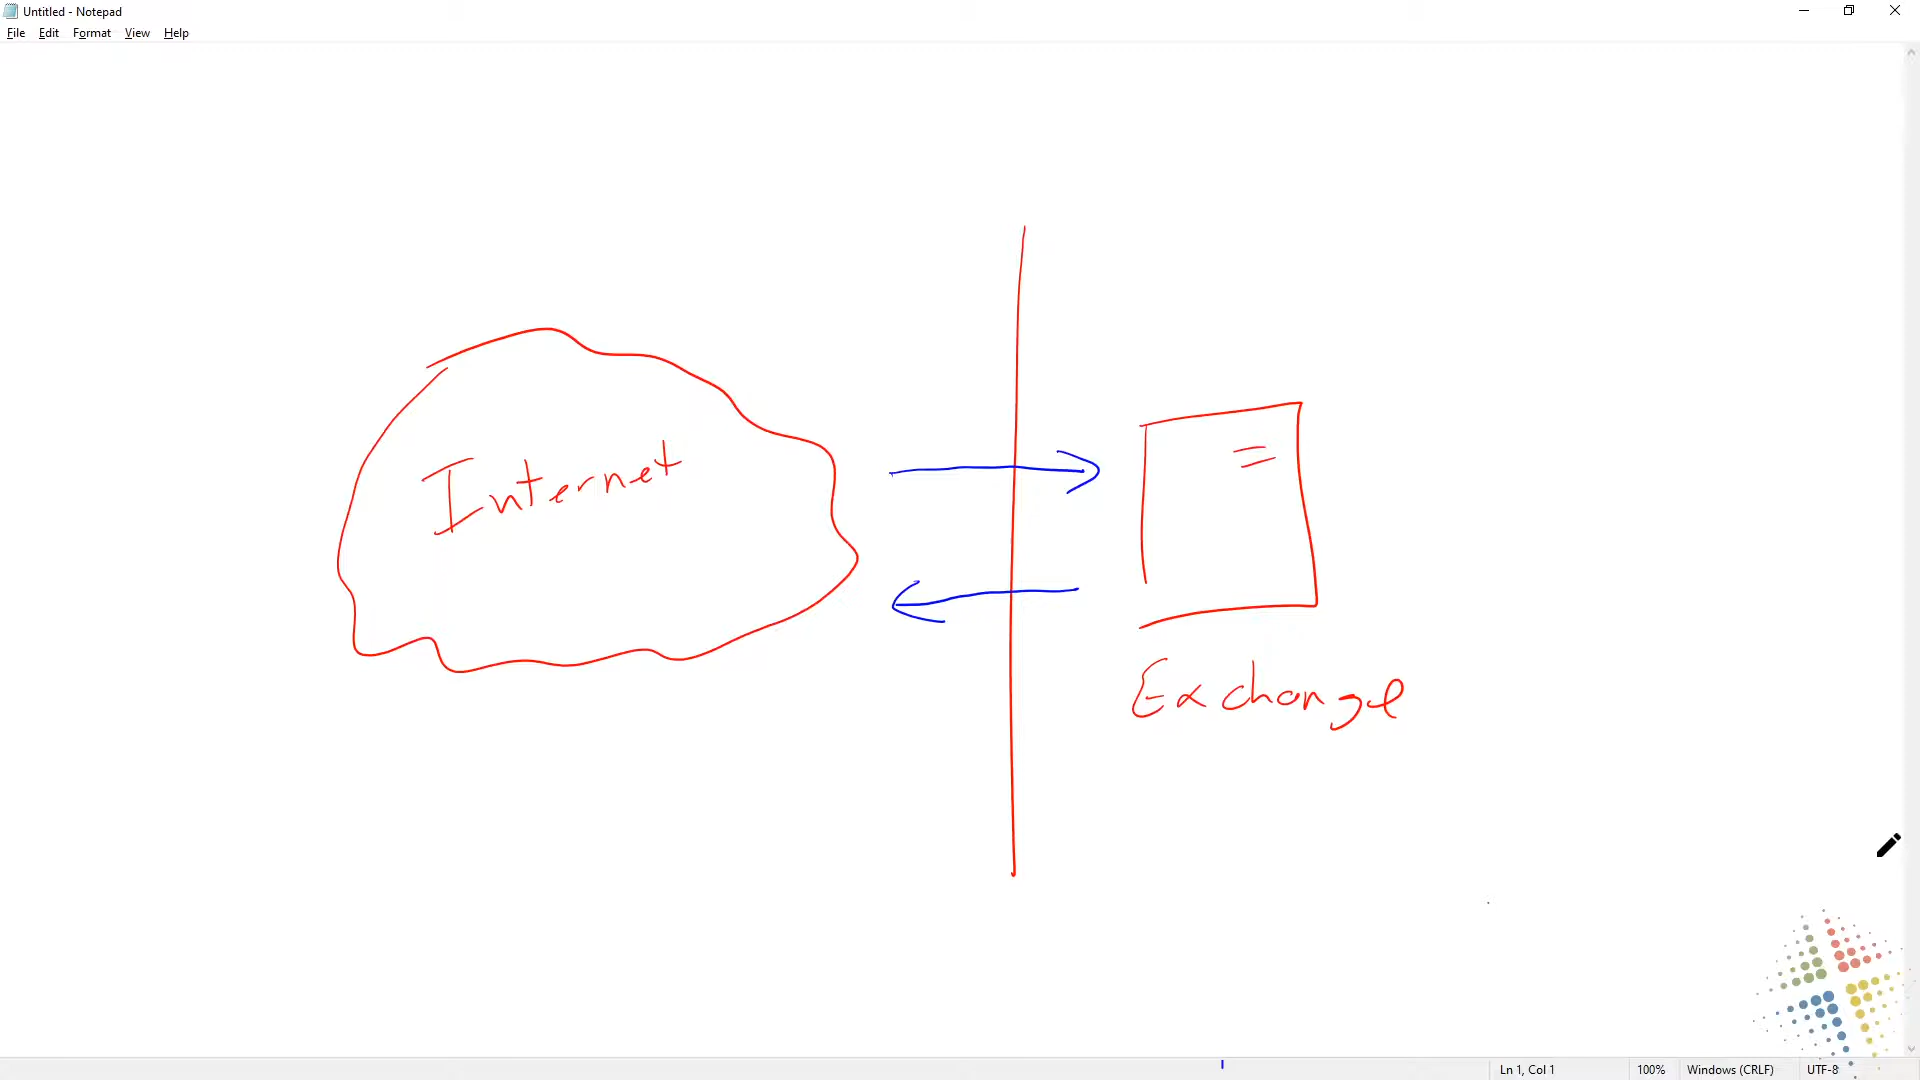 Untitled - Notepad
File Edit Format View Help
Internet
Exchange
Ln 1, Col 1 100% Windows (CRLF) UTF-8